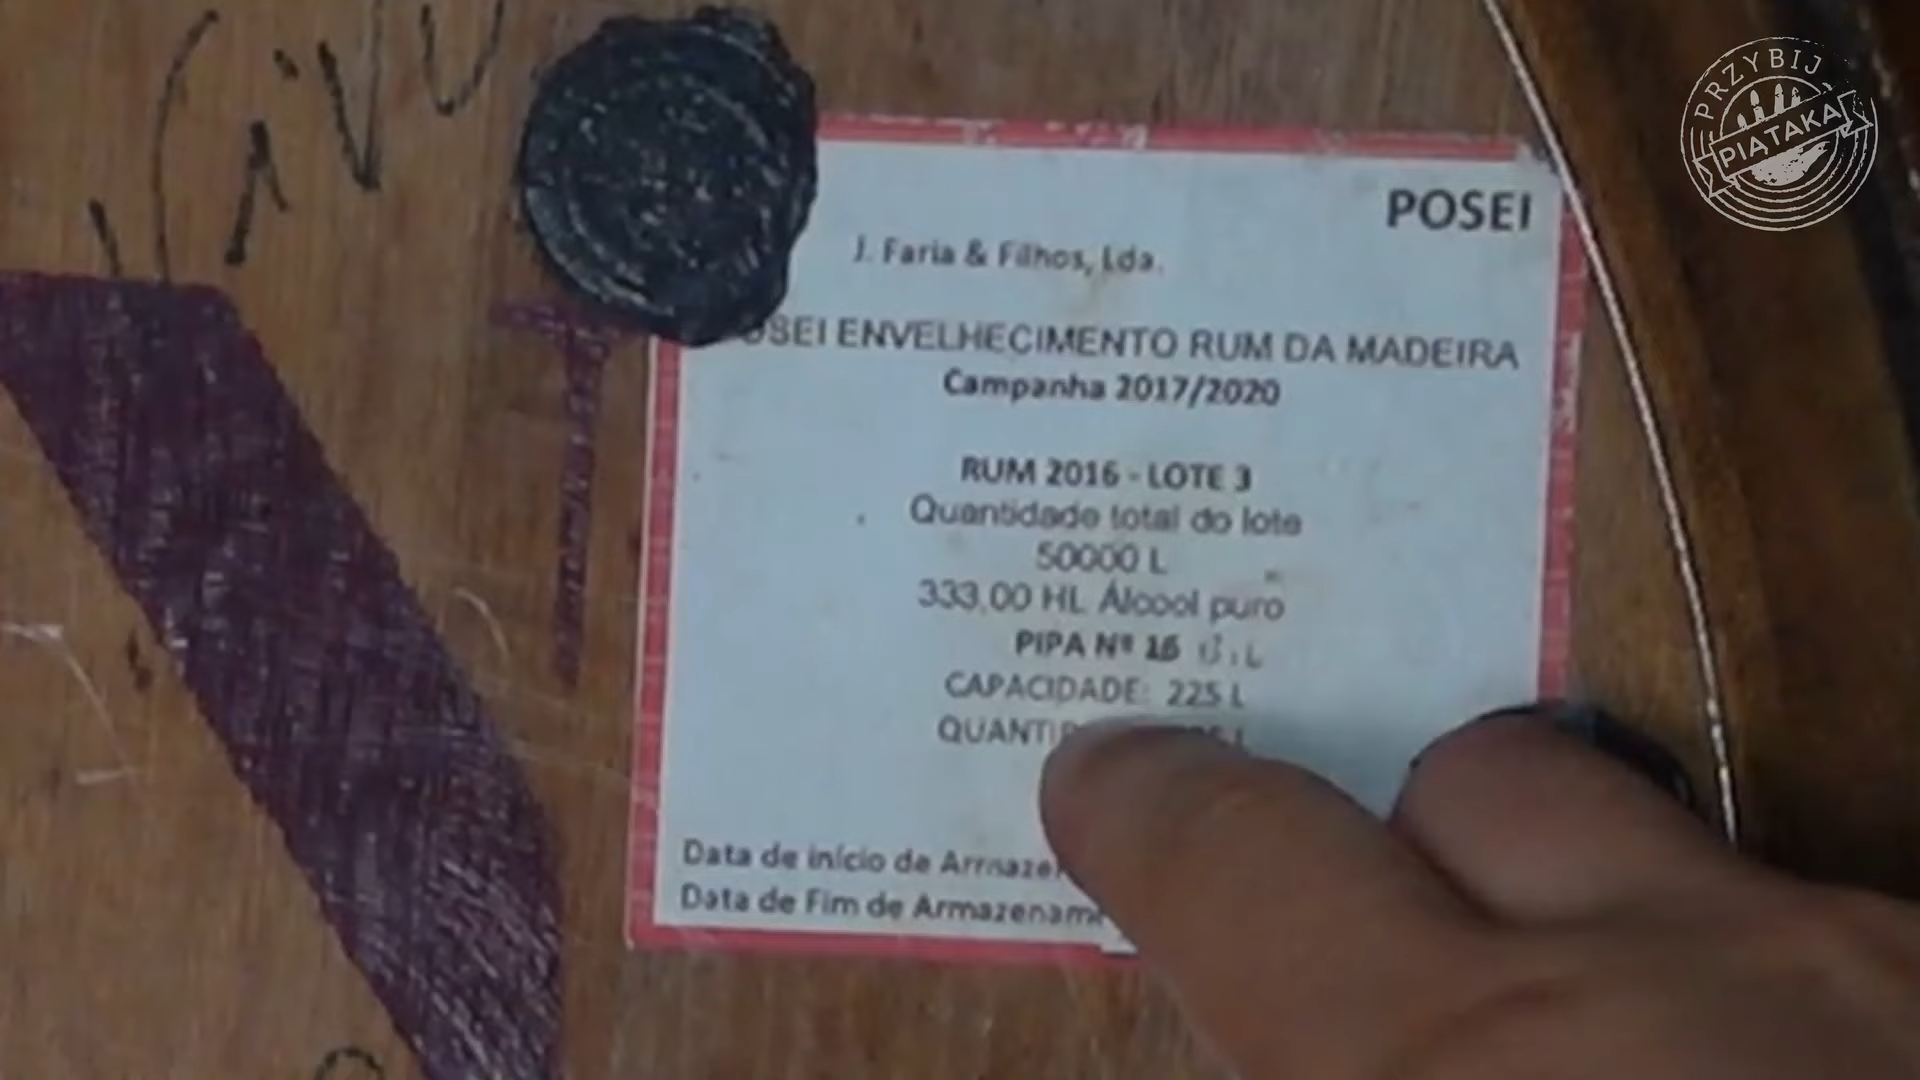 PRZYBIJ
PIATAKA
POSEI
J. Faria & Filhos, Lda.
POSEI ENVELHECIMENTO RUM DA MADEIRA
Campanha 2017/2020
RUM 2016 - LOTE 3
Quantidade total do lote
50000 L
333,00 HL Álcool puro
PIPA Nº 16
CAPACIDADE: 225 L
Data de início de
Data de Fim de